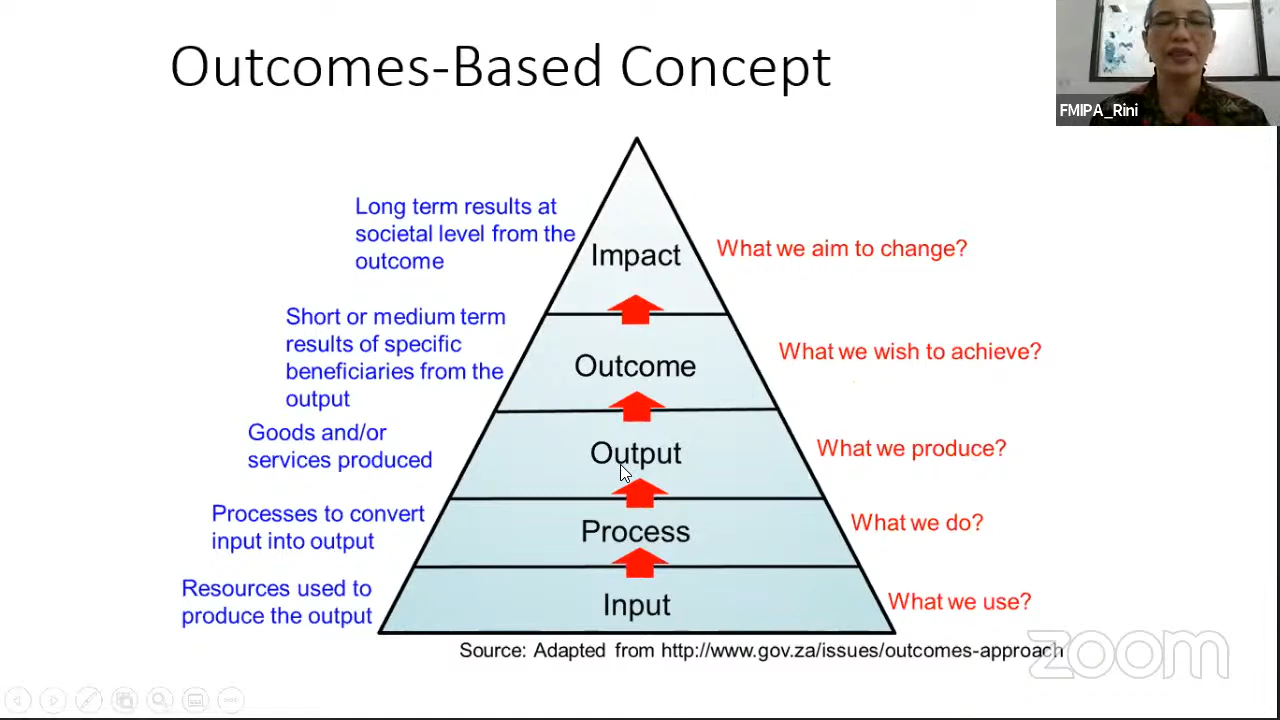 Outcomes-Based Concept
FMIPA_Rini
Long term results at
societal level from the
outcome
Impact
What we aim to change?
Short or medium term
results of specific
beneficiaries from the
output
Outcome
What we wish to achieve?
Goods and/or
services produced
Output
What we produce?
Processes to convert
input into output
Process
What we do?
Resources used to
produce the output
Input
What we use?
Source: Adapted from http://www.gov.za/issues/outcomes-approach
zoom